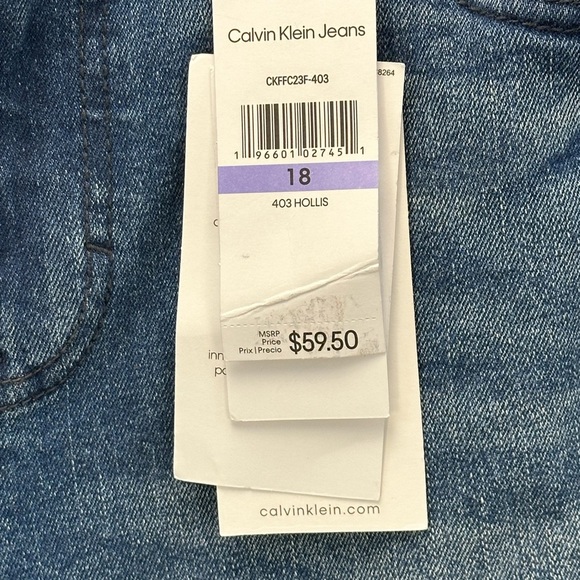 Calvin Klein Jeans
CKFFC23F-403
8264
1 96601 02745 1
18
403 HOLLIS
MSRP
Price
Prix | Precio $59.50
calvinklein.com